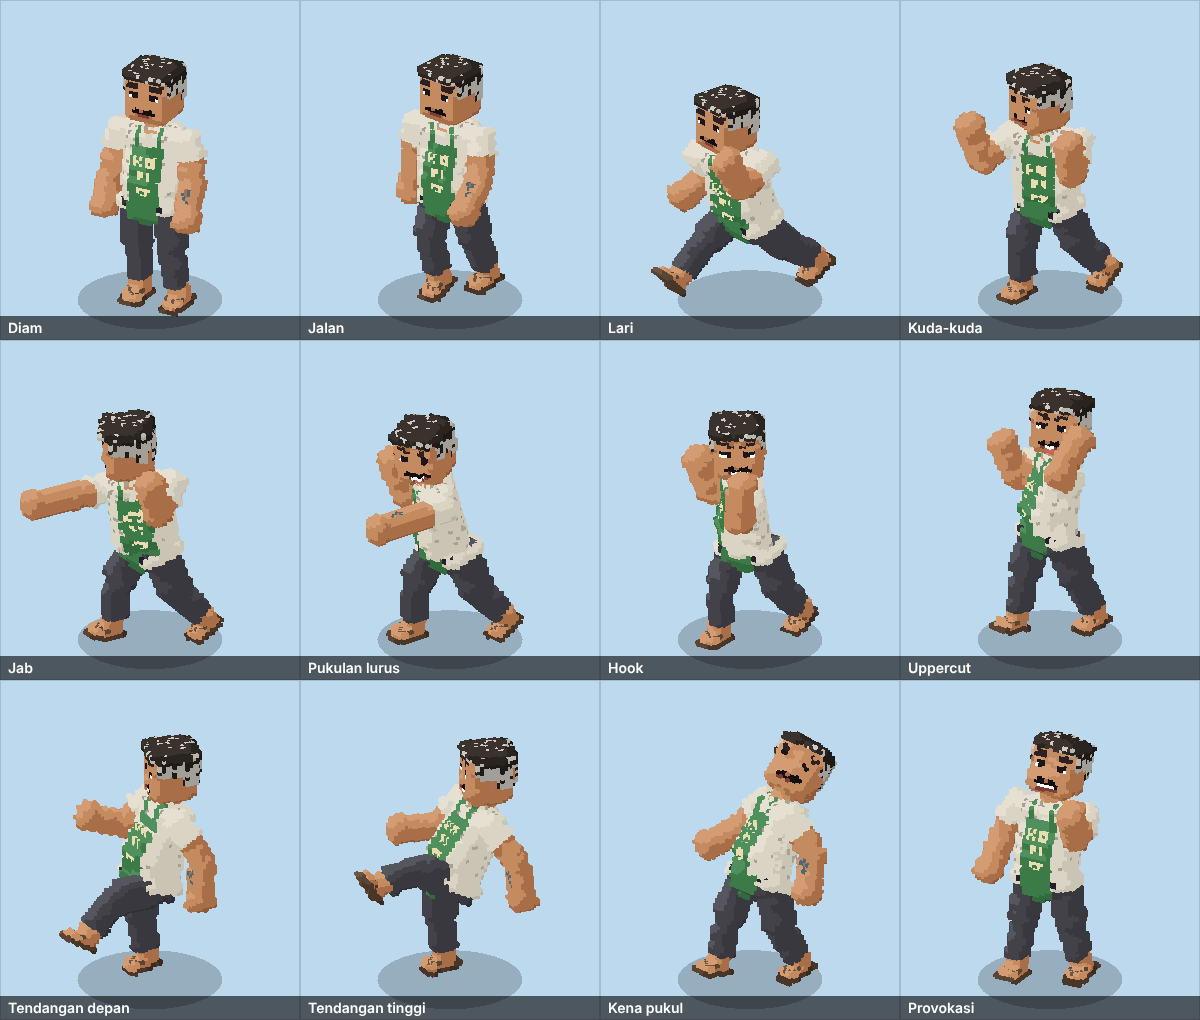 Diam
Jalan
Lari
Kuda-kuda
Jab
Pukulan lurus
Hook
Uppercut
Tendangan depan
Tendangan tinggi
Kena pukul
Provokasi